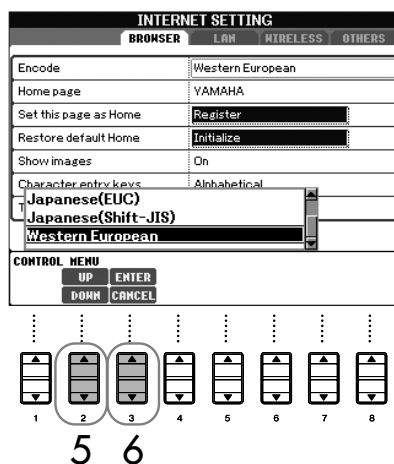 INTERNET SETTING
BROWSER LAN WIRELESS OTHERS
Encode Western European
Home page YAMAHA
Set this page as Home Register
Restore default Home Initialize
Show images On
Character entry keys Alphabetical
T
Japanese(EUC)
Japanese(Shift-JIS)
Western European
CONTROL MENU
UP ENTER
DOWN CANCEL
1 2 3 4 5 6 7 8
5 6